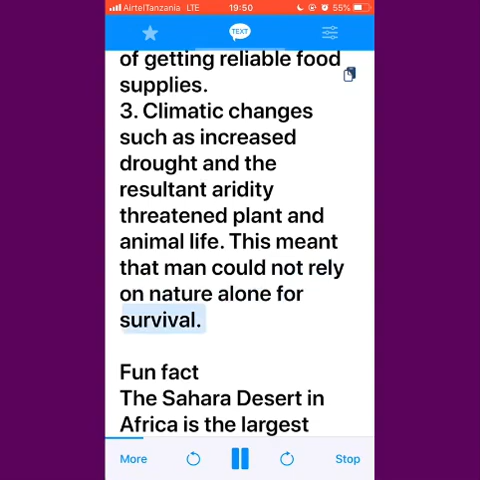 AirtelTanzania LTE 19:50 55%
TEXT
of getting reliable food
supplies.
3. Climatic changes
such as increased
drought and the
resultant aridity
threatened plant and
animal life. This meant
that man could not rely
on nature alone for
survival.
Fun fact
The Sahara Desert in
Africa is the largest
More Stop